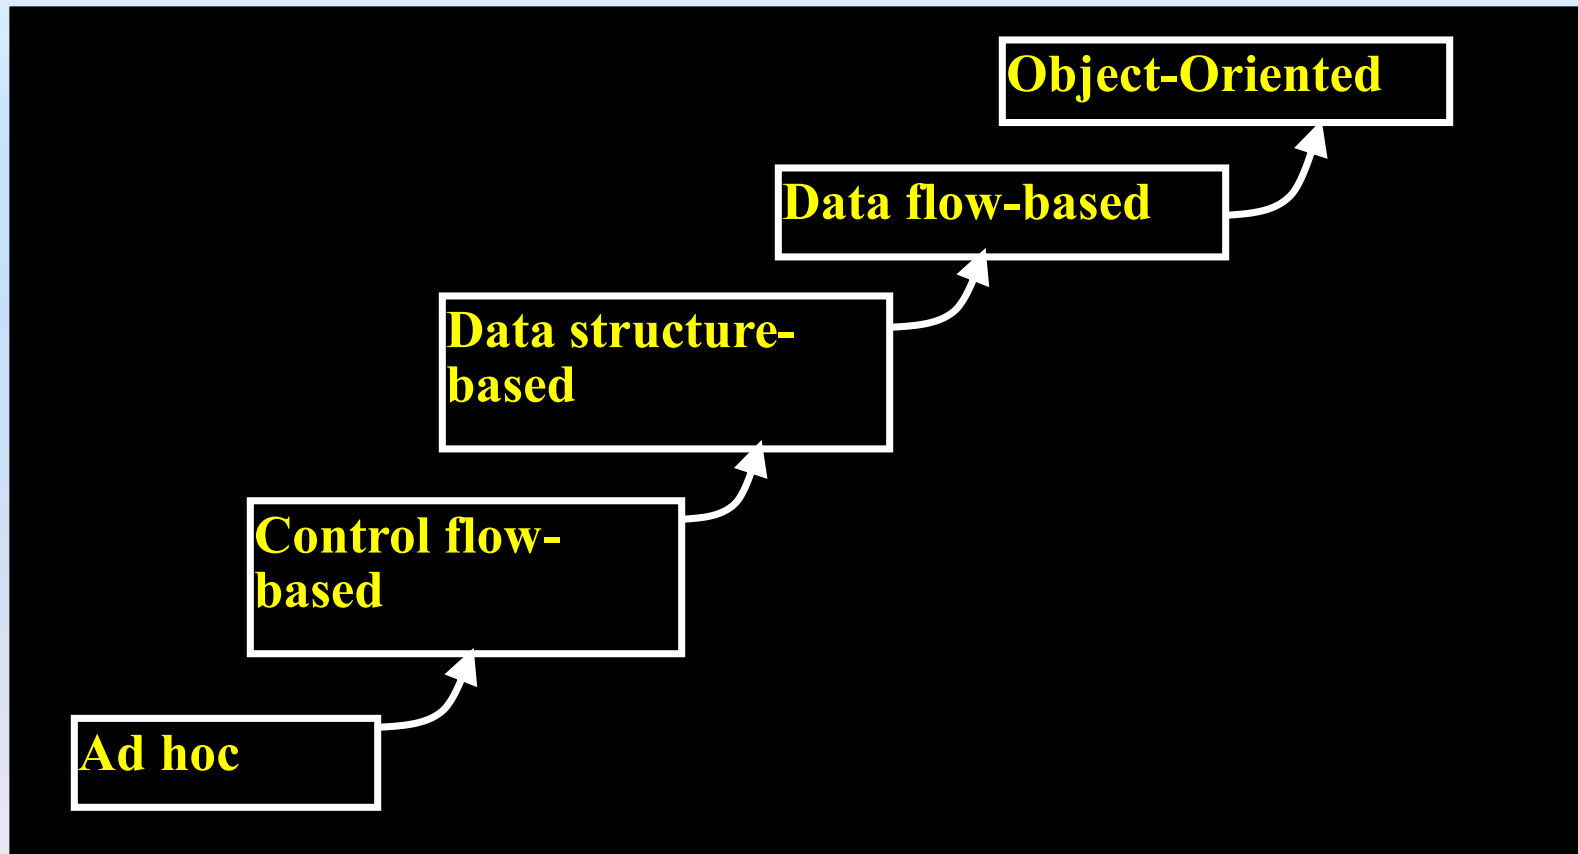 Object-Oriented
Data flow-based
Data structure-
based
Control flow-
based
Ad hoc